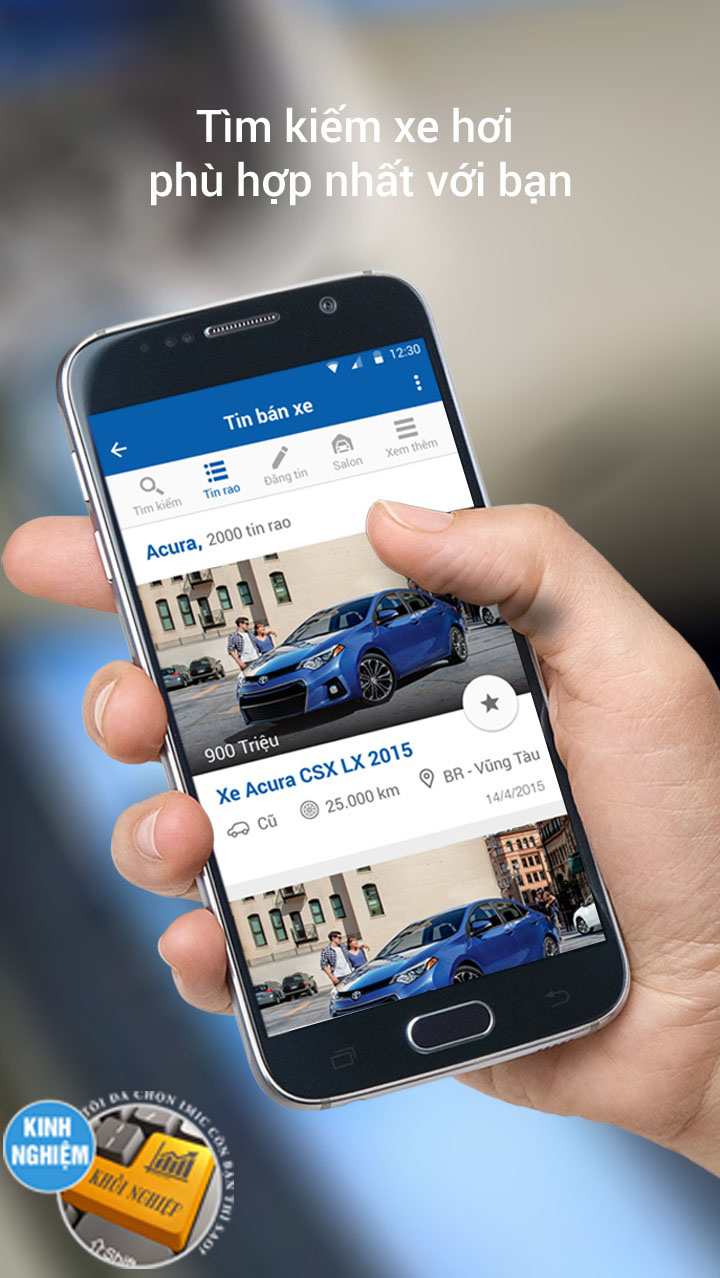 Tìm kiếm xe hơi
phù hợp nhất với bạn
12:30
Tin bán xe
Tìm kiếm
Tin rao
Đăng tin
Salon
Xem thêm
Acura, 2000 tin rao
900 Triệu
Xe Acura CSX LX 2015
Cũ
25.000 km
BR - Vũng Tàu
14/4/2015
TÔI ĐÃ CHỌN IMIC CÒN BẠN THÌ SAO?
KINH
NGHIỆM
KHỞI NGHIỆP
Shift